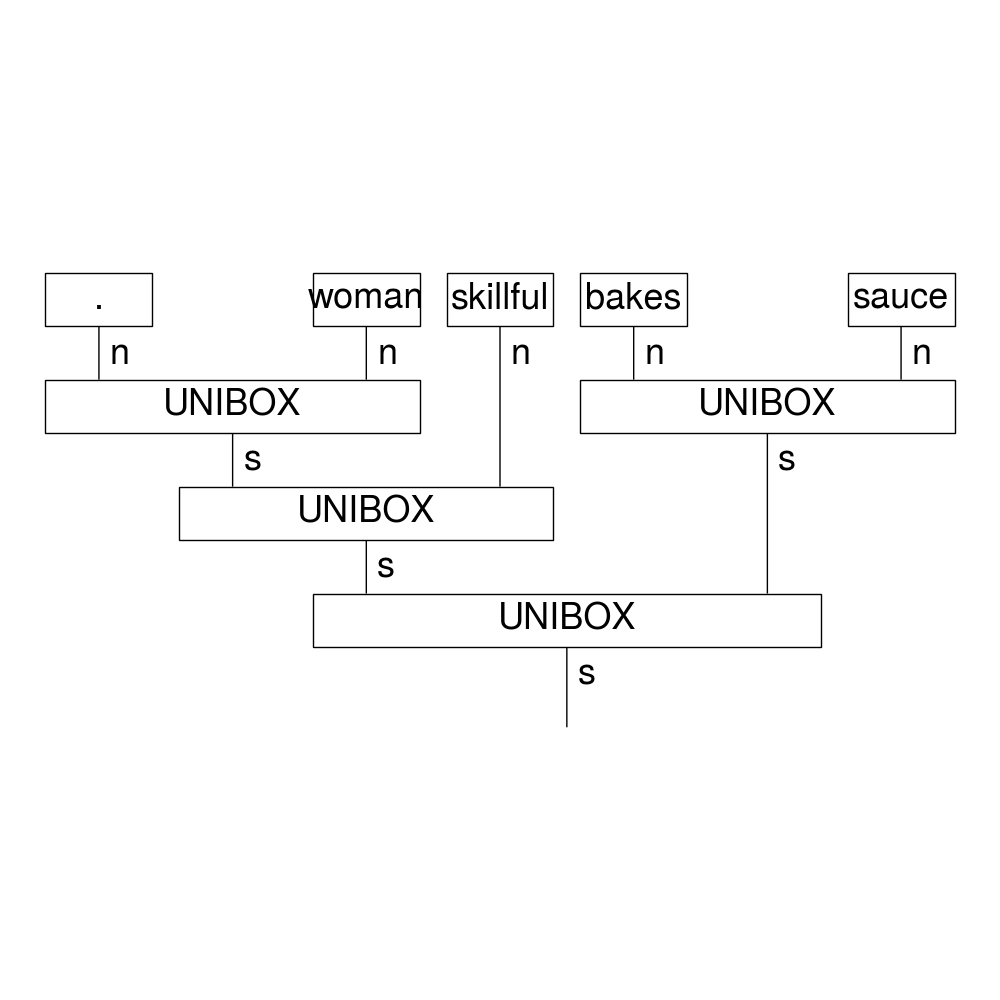 . woman skillful bakes sauce
n n n n n
UNIBOX UNIBOX
s s
UNIBOX
s
UNIBOX
s